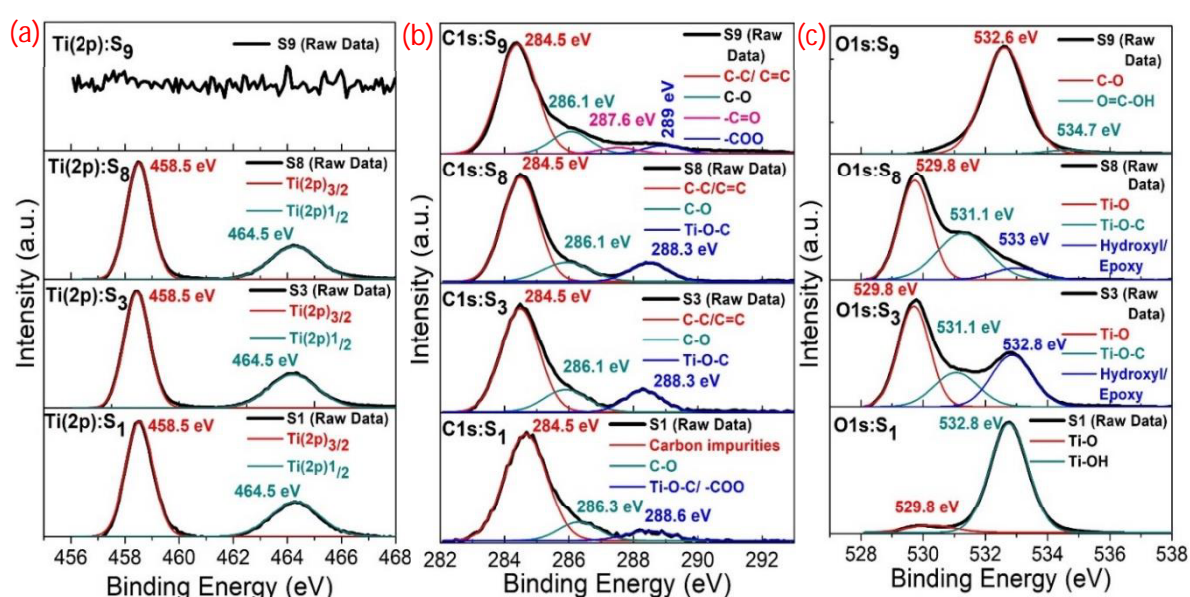 (a)
Ti(2p):S9
S9 (Raw Data)
Ti(2p):S8
458.5 eV
S8 (Raw Data)
Ti(2p)3/2
Ti(2p)1/2
464.5 eV
Ti(2p):S3
458.5 eV
S3 (Raw Data)
Ti(2p)3/2
Ti(2p)1/2
464.5 eV
Ti(2p):S1
458.5 eV
S1 (Raw Data)
Ti(2p)3/2
Ti(2p)1/2
464.5 eV
Intensity (a.u.)
456 458 460 462 464 466 468
Binding Energy (eV)
(b)
C1s:S9
284.5 eV
S9 (Raw
Data)
C-C/ C=C
C-O
-C=O
-COO
286.1 eV
287.6 eV
289 eV
C1s:S8
284.5 eV
S8 (Raw Data)
C-C/C=C
C-O
Ti-O-C
286.1 eV
288.3 eV
C1s:S3
284.5 eV
S3 (Raw Data)
C-C/C=C
C-O
Ti-O-C
286.1 eV
288.3 eV
C1s:S1
284.5 eV
S1 (Raw Data)
Carbon impurities
C-O
Ti-O-C/ -COO
286.3 eV
288.6 eV
Intensity (a.u.)
282 284 286 288 290 292
Binding Energy (eV)
(c)
O1s:S9
532.6 eV
S9 (Raw
Data)
C-O
O=C-OH
534.7 eV
O1s:S8
529.8 eV
S8 (Raw
Data)
Ti-O
Ti-O-C
Hydroxyl/
Epoxy
531.1 eV
533 eV
O1s:S3
529.8 eV
S3 (Raw
Data)
Ti-O
Ti-O-C
Hydroxyl/
Epoxy
531.1 eV
532.8 eV
O1s:S1
532.8 eV
S1 (Raw Data)
Ti-O
Ti-OH
529.8 eV
Intensity (a.u.)
528 530 532 534 536 538
Binding Energy (eV)